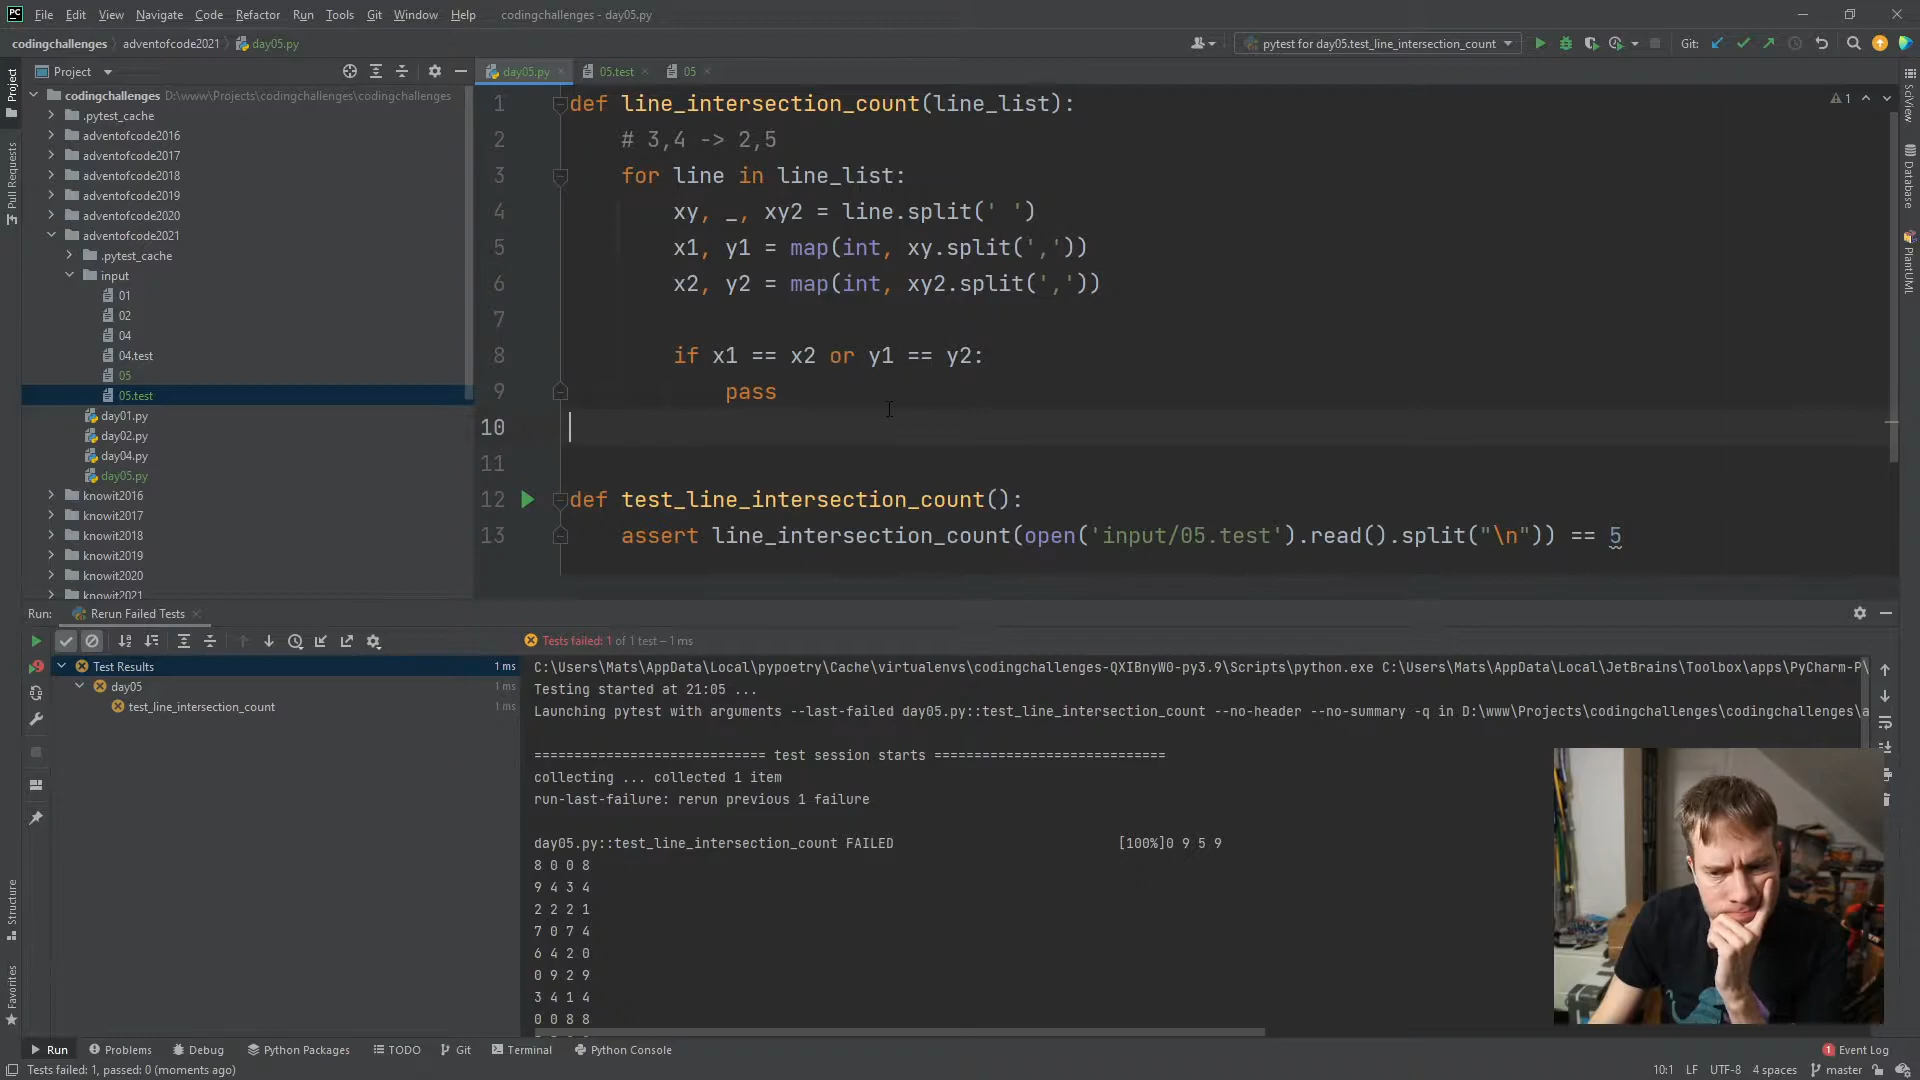 PC File Edit View Navigate Code Refactor Run Tools Git Window Help codingchallenges - day05.py
codingchallenges adventofcode2021 day05.py pytest for day05.test_line_intersection_count Git:
Project day05.py 05.test 05
codingchallenges D:\www\Projects\codingchallenges\codingchallenges
.pytest_cache
adventofcode2016
adventofcode2017
adventofcode2018
adventofcode2019
adventofcode2020
adventofcode2021
.pytest_cache
input
01
02
04
04.test
05
05.test
day01.py
day02.py
day04.py
day05.py
knowit2016
knowit2017
knowit2018
knowit2019
knowit2020
knowit2021
1 def line_intersection_count(line_list):
2 # 3,4 -> 2,5
3 for line in line_list:
4 xy, _, xy2 = line.split(' ')
5 x1, y1 = map(int, xy.split(','))
6 x2, y2 = map(int, xy2.split(','))
7
8 if x1 == x2 or y1 == y2:
9 pass
10
11
12 def test_line_intersection_count():
13 assert line_intersection_count(open('input/05.test').read().split("\n")) == 5
1
Project
Pull Requests
Structure
Favorites
SciView
Database
PlantUML
Run: Rerun Failed Tests
Tests failed: 1 of 1 test – 1 ms
Test Results 1 ms
day05 1 ms
test_line_intersection_count 1 ms
C:\Users\Mats\AppData\Local\pypoetry\Cache\virtualenvs\codingchallenges-QXIBnyW0-py3.9\Scripts\python.exe C:\Users\Mats\AppData\Local\JetBrains\Toolbox\apps\PyCharm-P\
Testing started at 21:05 ...
Launching pytest with arguments --last-failed day05.py::test_line_intersection_count --no-header --no-summary -q in D:\www\Projects\codingchallenges\codingchallenges\a
============================= test session starts =============================
collecting ... collected 1 item
run-last-failure: rerun previous 1 failure
day05.py::test_line_intersection_count FAILED [100%]0 9 5 9
8 0 0 8
9 4 3 4
2 2 2 1
7 0 7 4
6 4 2 0
0 9 2 9
3 4 1 4
0 0 8 8
Run Problems Debug Python Packages TODO Git Terminal Python Console 1 Event Log
Tests failed: 1, passed: 0 (moments ago) 10:1 LF UTF-8 4 spaces master